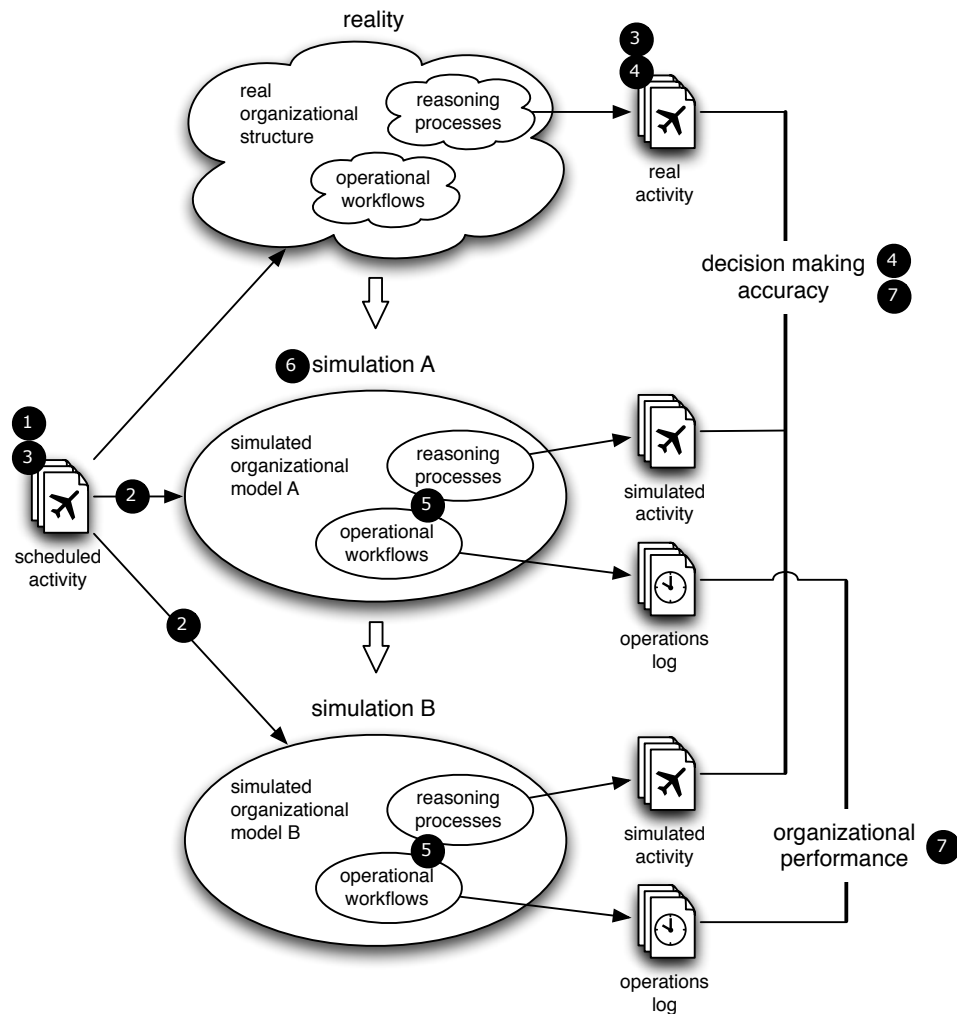 reality
real
organizational
structure
reasoning
processes
operational
workflows
3
4
real
activity
decision making
accuracy
4
7
6
simulation A
simulated
organizational
model A
reasoning
processes
5
operational
workflows
simulated
activity
operations
log
1
3
scheduled
activity
2
2
simulation B
simulated
organizational
model B
reasoning
processes
5
operational
workflows
simulated
activity
operations
log
organizational
performance
7